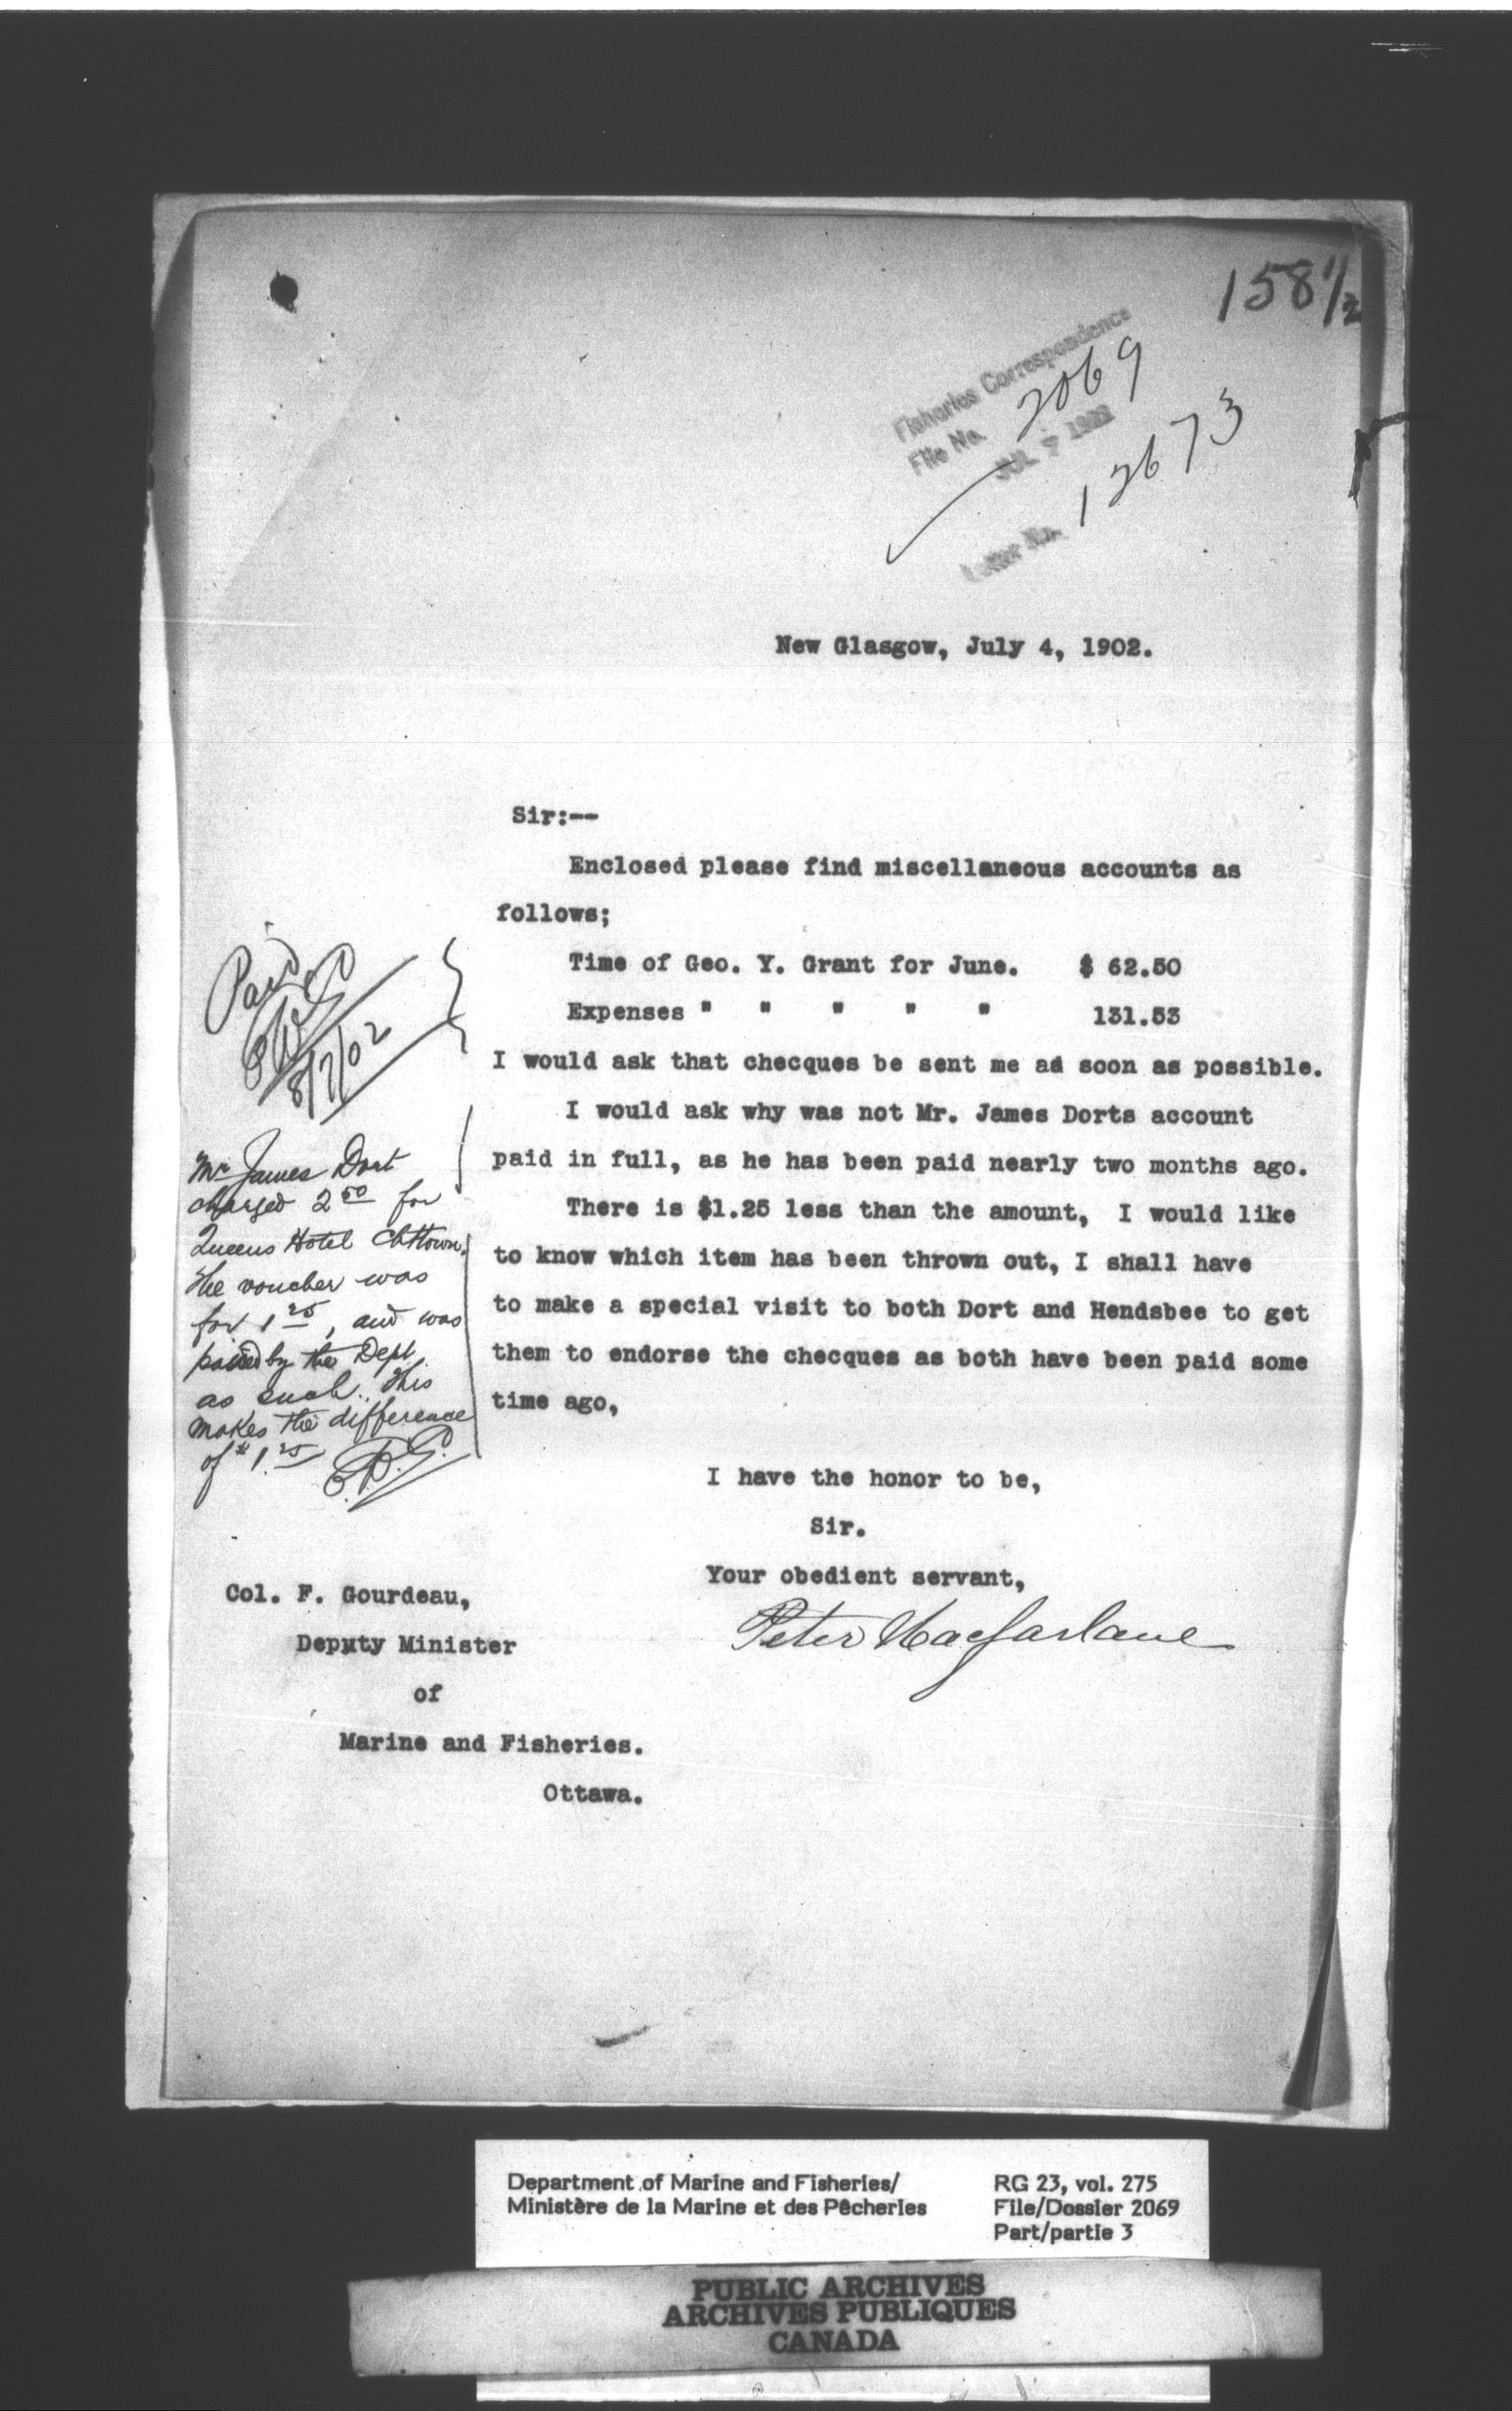 158 1/2
Fisheries Correspondence
File No. 2069
JUL 7 1902
Letter No. 12673
New Glasgow, July 4, 1902.
Sir:--
Enclosed please find miscellaneous accounts as
follows;
Time of Geo. Y. Grant for June. $ 62.50
Expenses " " " " " 131.53
I would ask that checques be sent me as soon as possible.
I would ask why was not Mr. James Dorts account
paid in full, as he has been paid nearly two months ago.
There is $1.25 less than the amount, I would like
to know which item has been thrown out, I shall have
to make a special visit to both Dort and Hendsbee to get
them to endorse the checques as both have been paid some
time ago,
Paid
8/7/02
Mr James Dort
charged 2 50 for
Queens Hotel Chttown.
The voucher was
for 1 25, and was
passed by the Dept.
as such. This
makes the difference
of $ 1.25
I have the honor to be,
Sir.
Your obedient servant,
Peter Macfarlane
Col. F. Gourdeau,
Deputy Minister
of
Marine and Fisheries.
Ottawa.
Department of Marine and Fisheries/
Ministère de la Marine et des Pêcheries
RG 23, vol. 275
File/Dossier 2069
Part/partie 3
PUBLIC ARCHIVES
ARCHIVES PUBLIQUES
CANADA